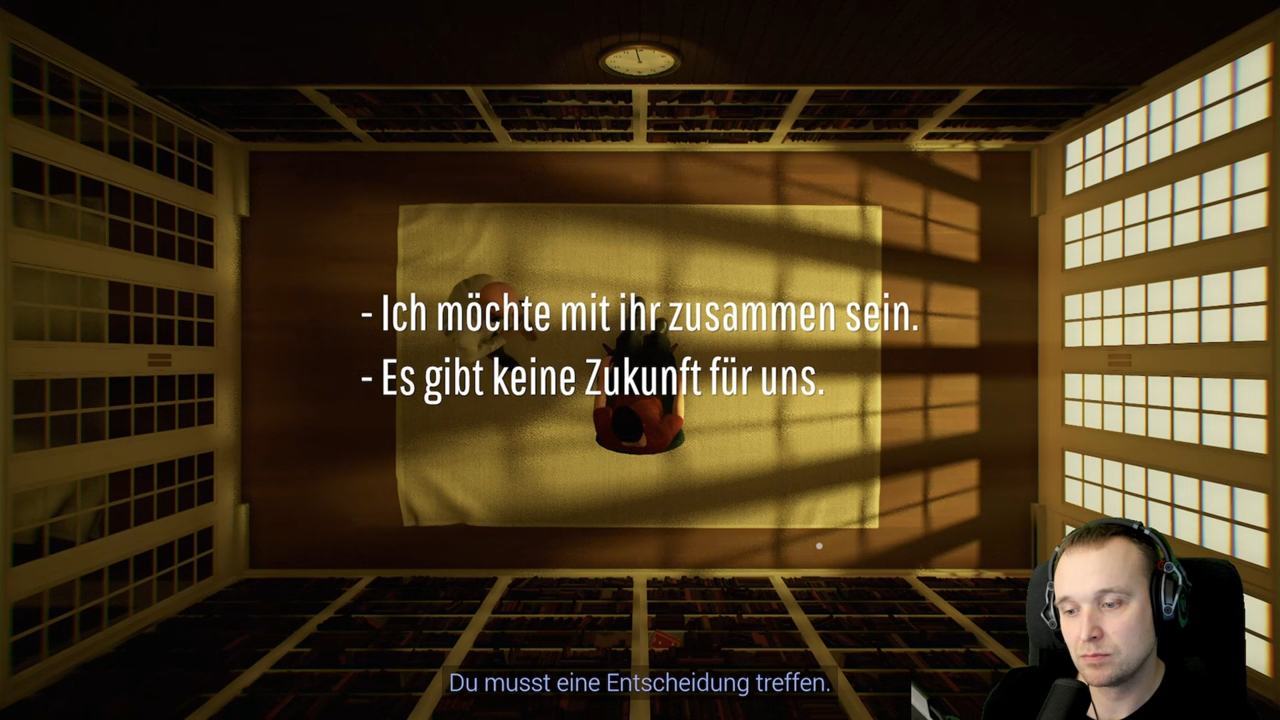 - Ich möchte mit ihr zusammen sein.
- Es gibt keine Zukunft für uns.
Du musst eine Entscheidung treffen.